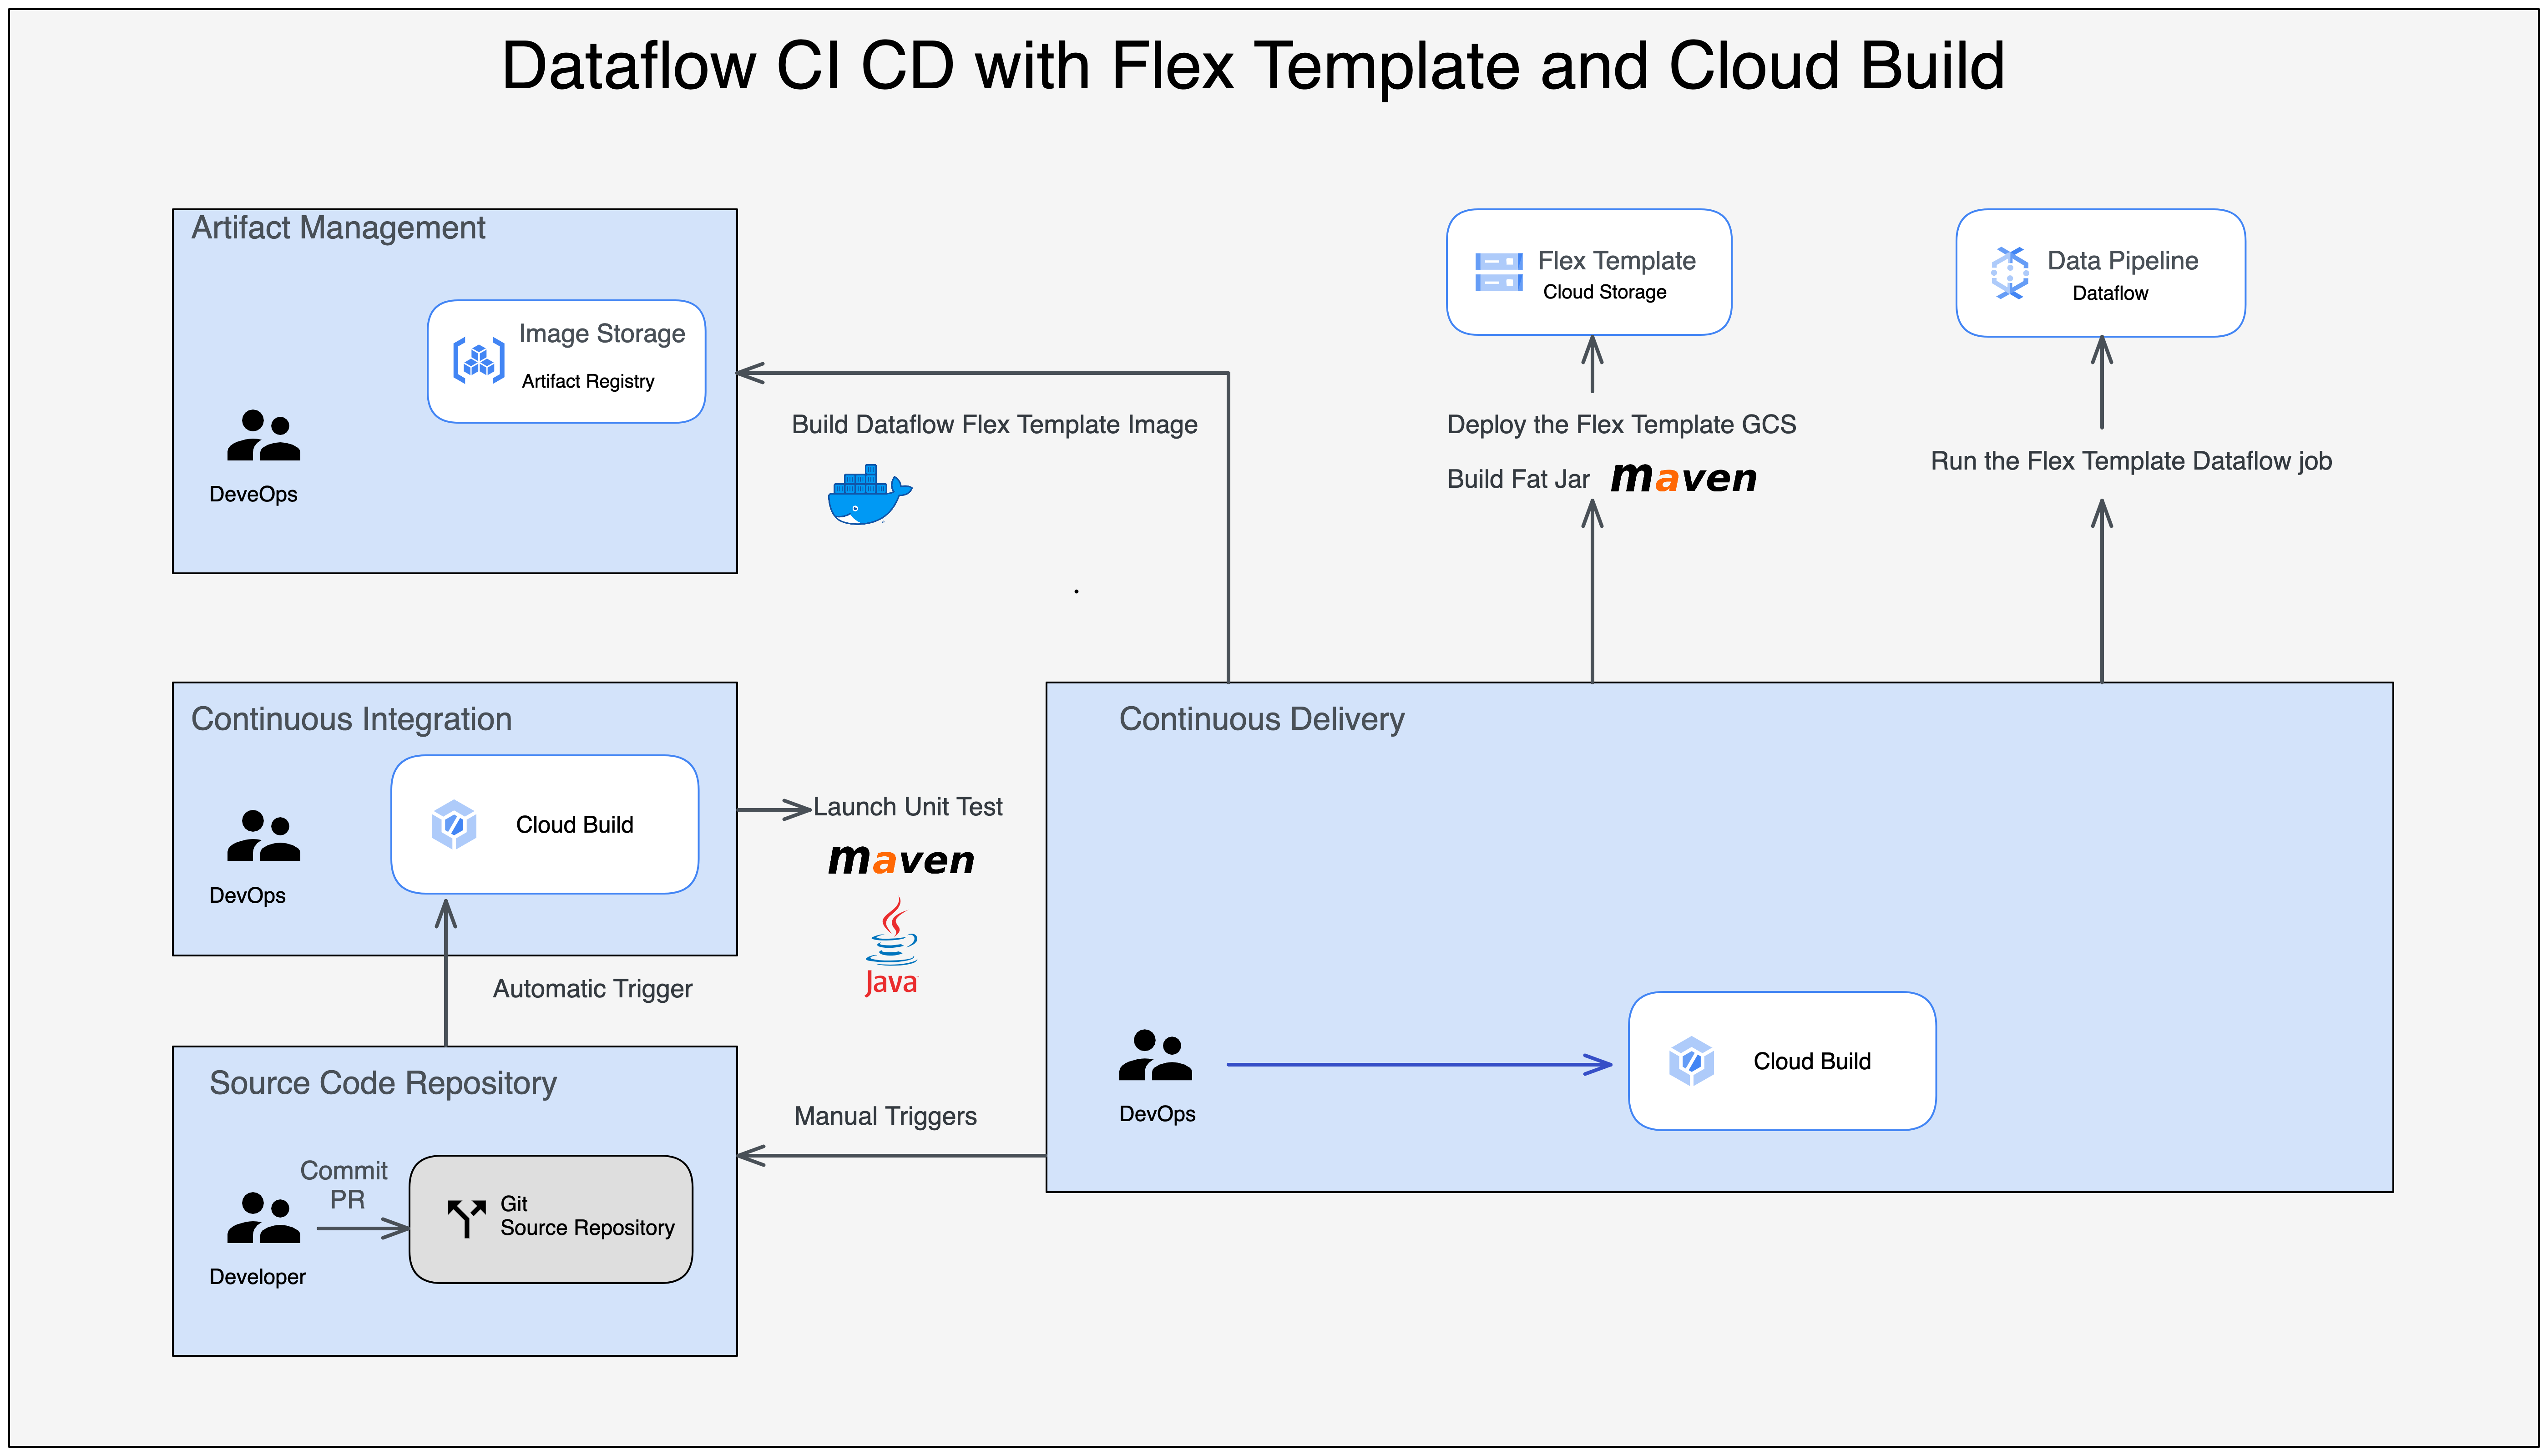 Dataflow CI CD with Flex Template and Cloud Build
Artifact Management
Image Storage
Artifact Registry
DeveOps
Build Dataflow Flex Template Image
Flex Template
Cloud Storage
Deploy the Flex Template GCS
Build Fat Jar
maven
Data Pipeline
Dataflow
Run the Flex Template Dataflow job
Continuous Integration
Cloud Build
DevOps
Launch Unit Test
maven
Java
Automatic Trigger
Continuous Delivery
DevOps
Cloud Build
Manual Triggers
Source Code Repository
Commit
PR
Developer
Git
Source Repository